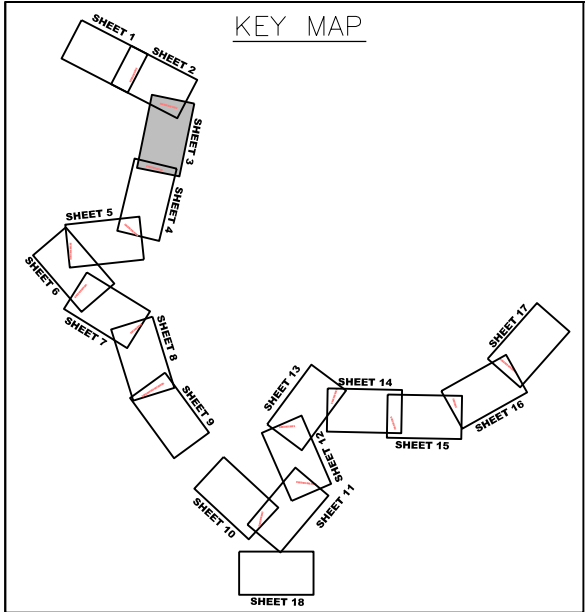 KEY MAP
SHEET 1
SHEET 2
SHEET 3
SHEET 4
SHEET 5
SHEET 6
SHEET 7
SHEET 8
SHEET 9
SHEET 10
SHEET 11
SHEET 12
SHEET 13
SHEET 14
SHEET 15
SHEET 16
SHEET 17
SHEET 18